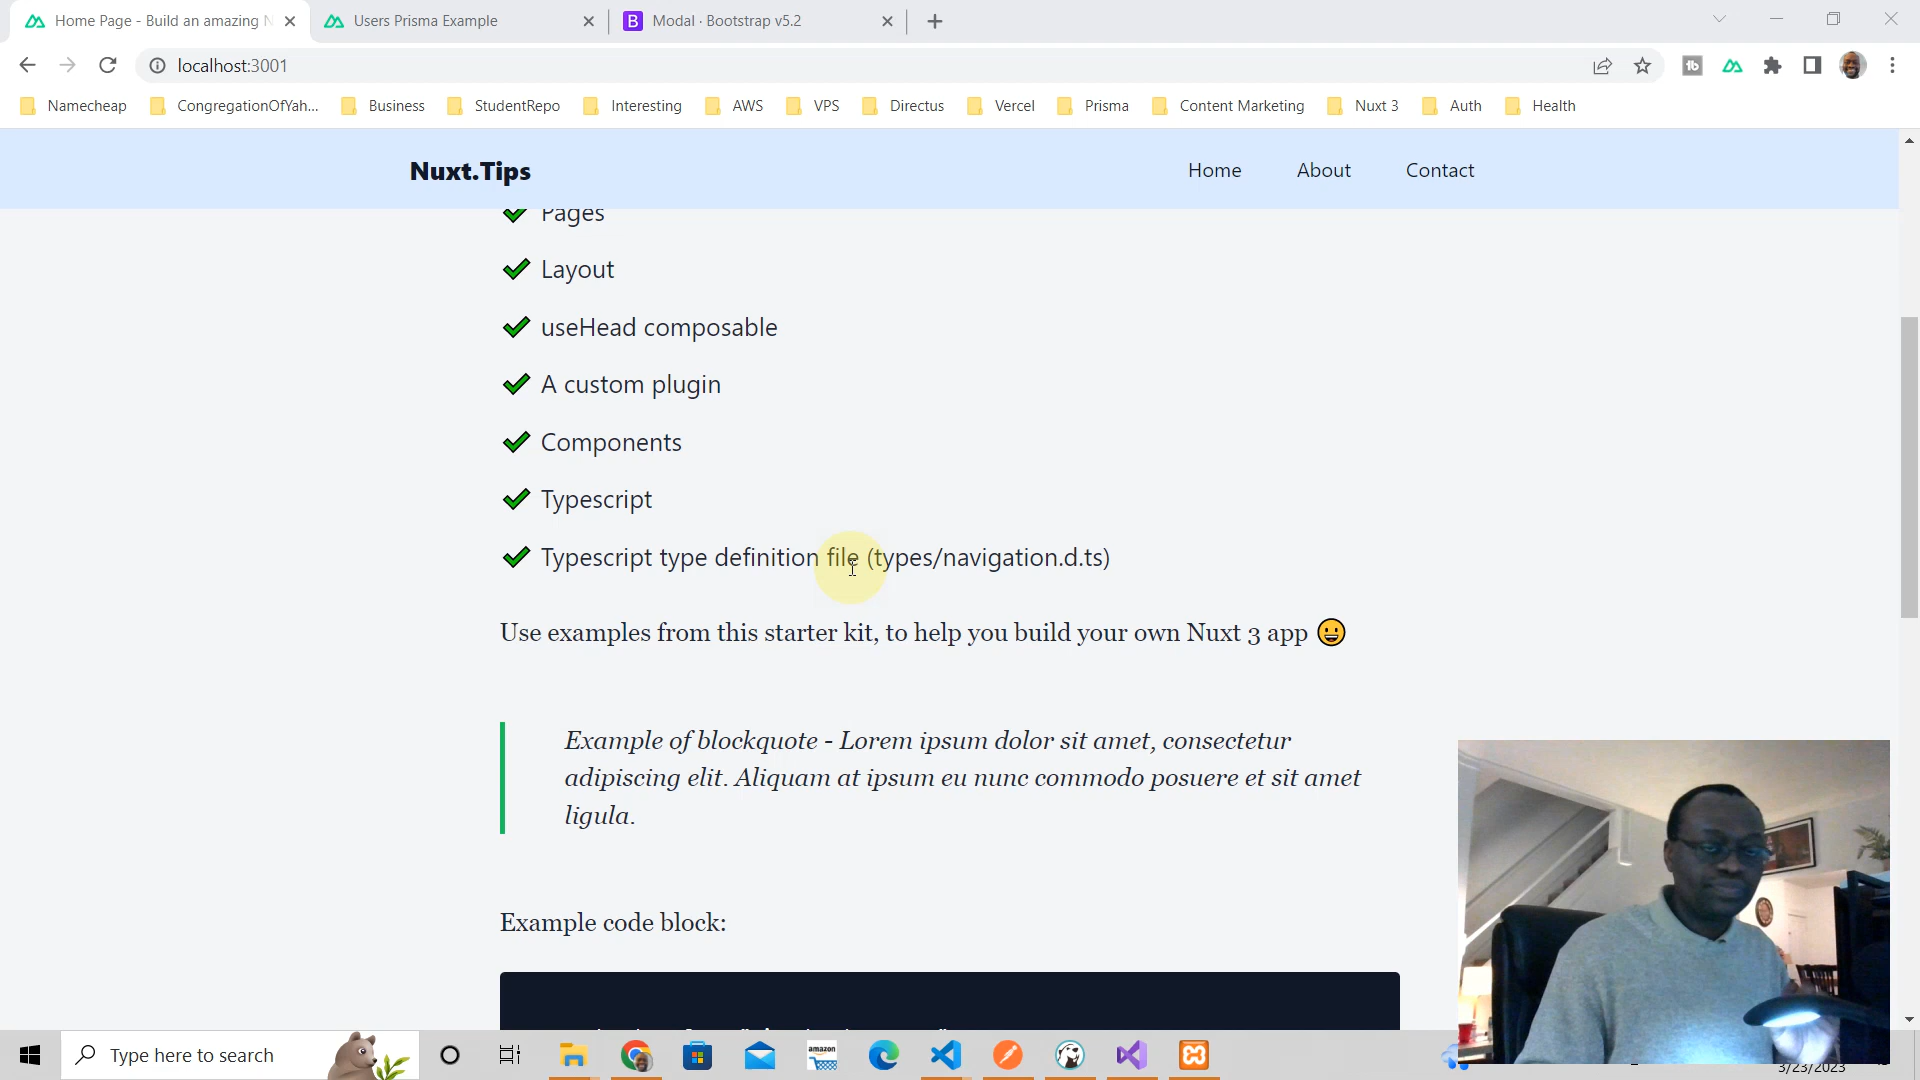 Home Page - Build an amazing N
Users Prisma Example
B Modal · Bootstrap v5.2
localhost:3001
Namecheap
CongregationOfYah...
Business
StudentRepo
Interesting
AWS
VPS
Directus
Vercel
Prisma
Content Marketing
Nuxt 3
Auth
Health
Nuxt.Tips
Home
About
Contact
Pages
Layout
useHead composable
A custom plugin
Components
Typescript
Typescript type definition file (types/navigation.d.ts)
Use examples from this starter kit, to help you build your own Nuxt 3 app 😀
Example of blockquote - Lorem ipsum dolor sit amet, consectetur
adipiscing elit. Aliquam at ipsum eu nunc commodo posuere et sit amet
ligula.
Example code block:
Type here to search
amazon
3/23/2023